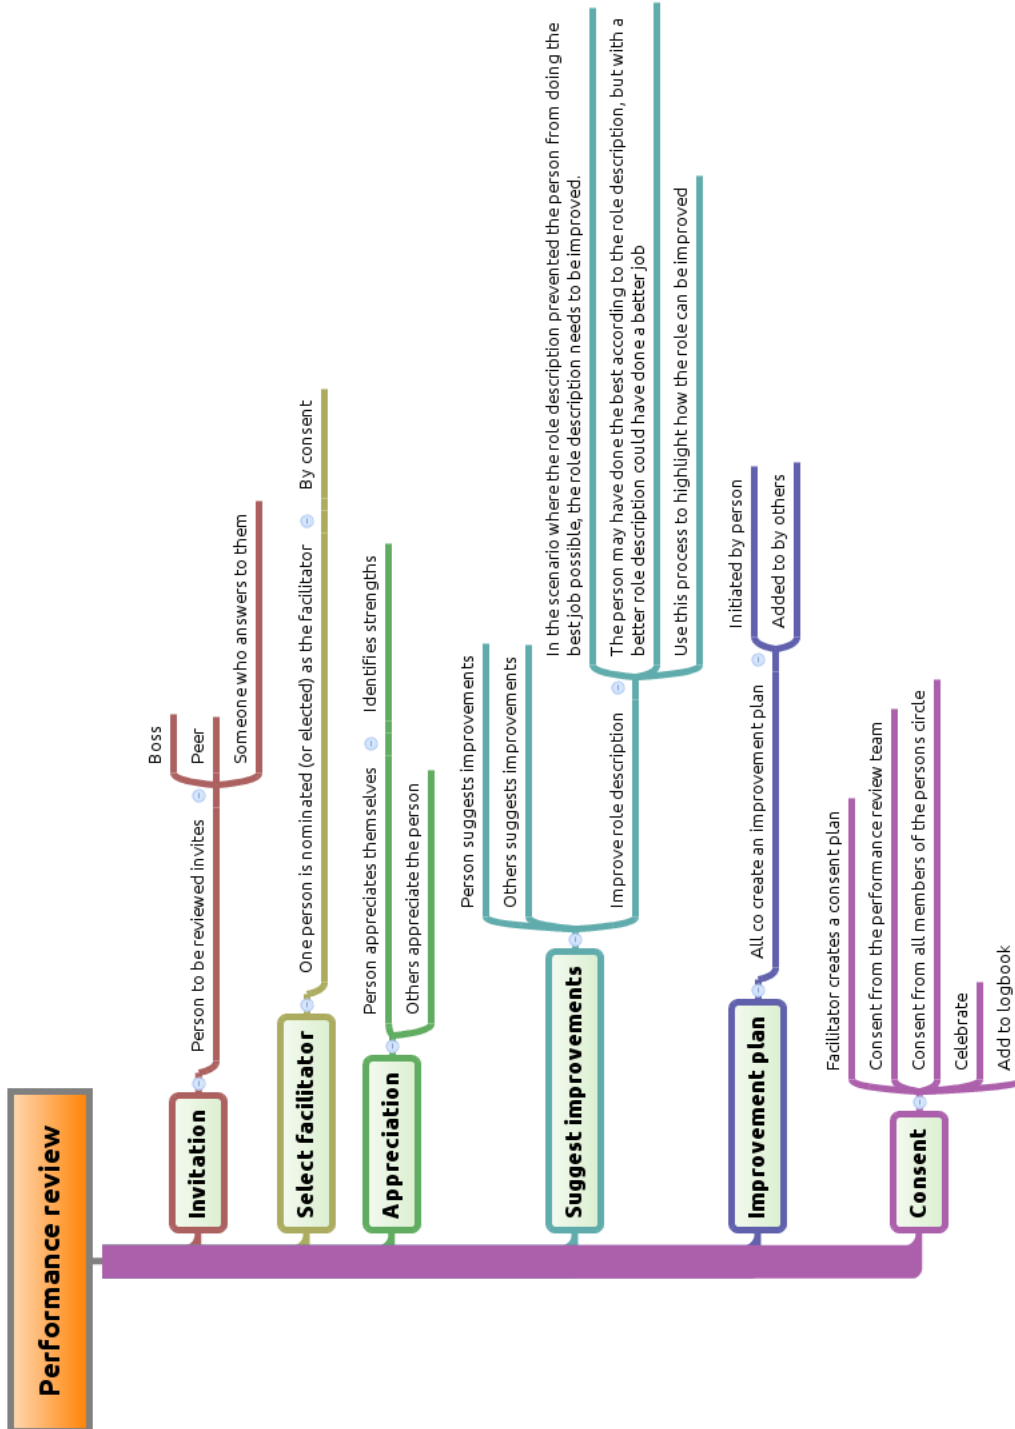 Performance review
Invitation
Person to be reviewed invites
Boss
Peer
Someone who answers to them
Select facilitator
One person is nominated (or elected) as the facilitator
By consent
Appreciation
Person appreciates themselves
Identifies strengths
Others appreciate the person
Suggest improvements
Person suggests improvements
Others suggests improvements
Improve role description
In the scenario where the role description prevented the person from doing the
best job possible, the role description needs to be improved.
The person may have done the best according to the role description, but with a
better role description could have done a better job
Use this process to highlight how the role can be improved
Improvement plan
All co create an improvement plan
Initiated by person
Added to by others
Consent
Facilitator creates a consent plan
Consent from the performance review team
Consent from all members of the persons circle
Celebrate
Add to logbook